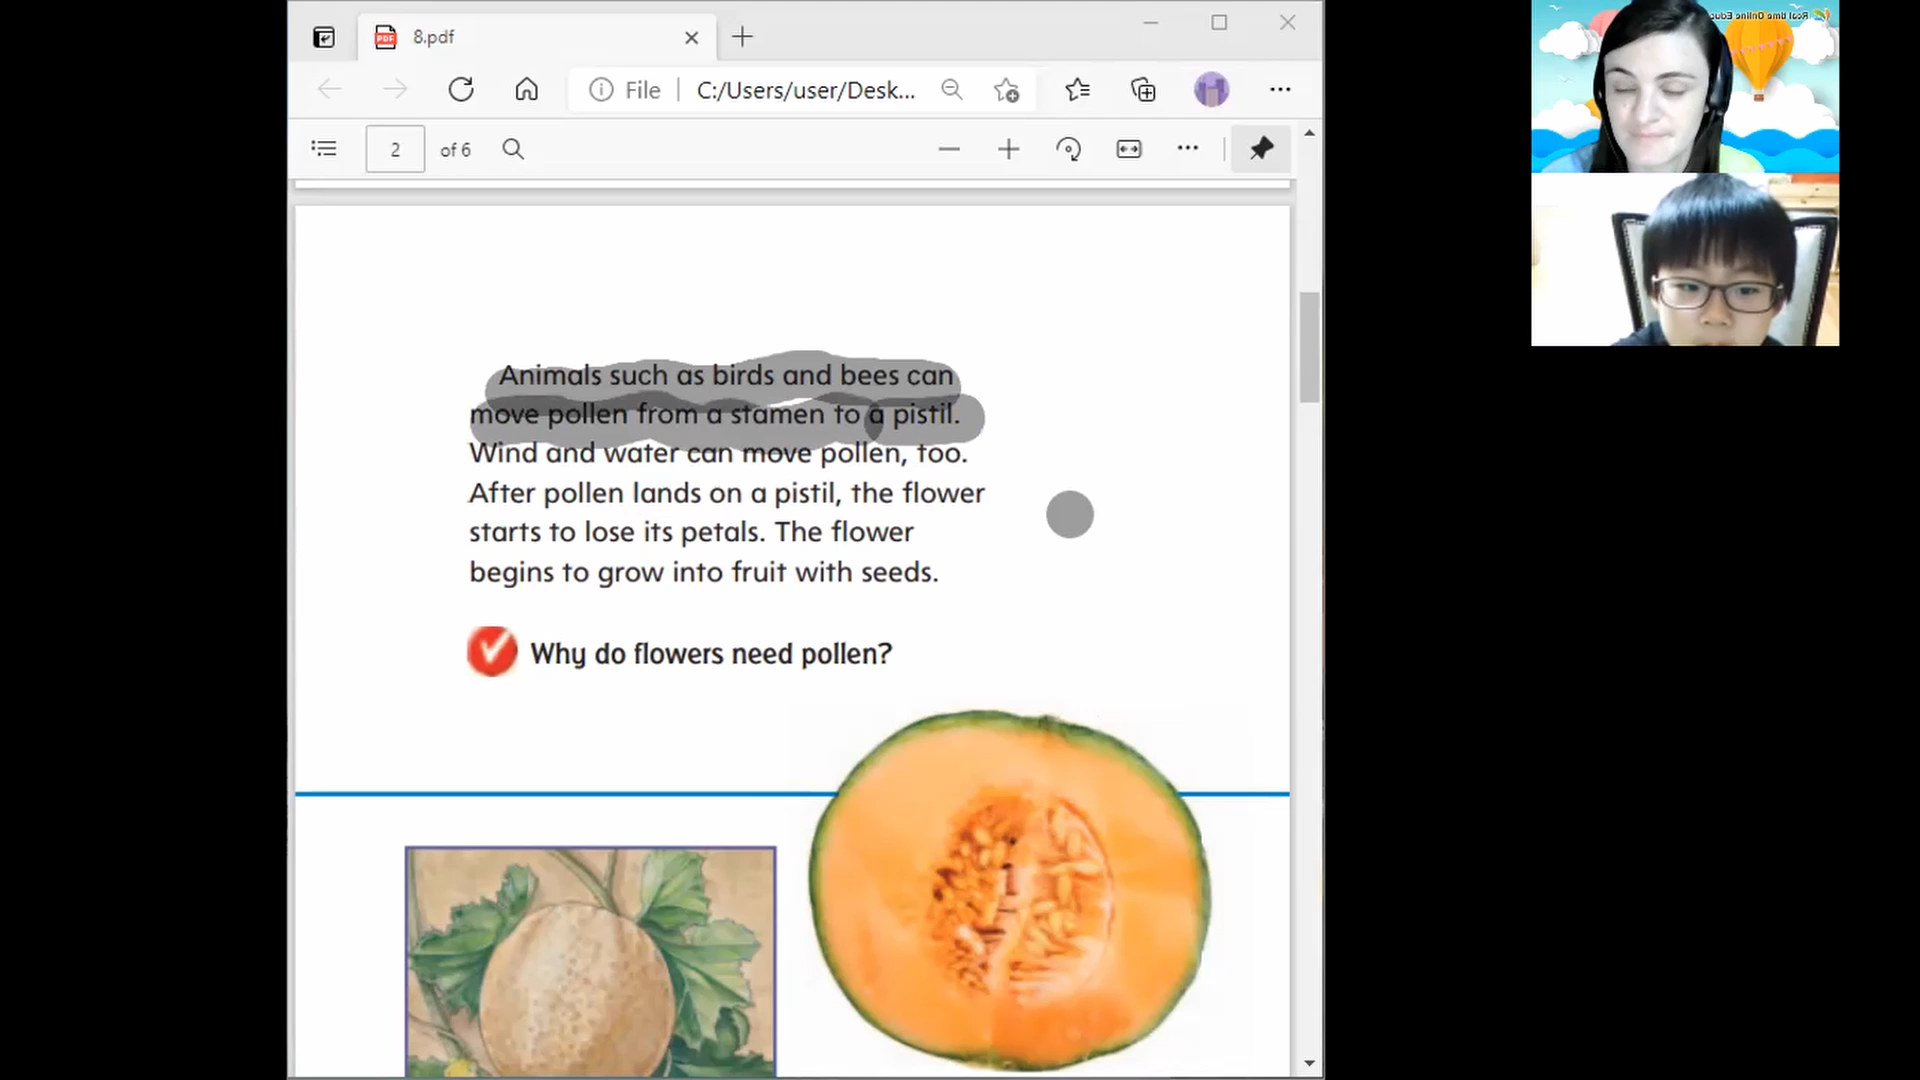 8.pdf
File
C:/Users/user/Desk...
2
of 6
Animals such as birds and bees can
move pollen from a stamen to a pistil.
Wind and water can move pollen, too.
After pollen lands on a pistil, the flower
starts to lose its petals. The flower
begins to grow into fruit with seeds.
Why do flowers need pollen?
PDF